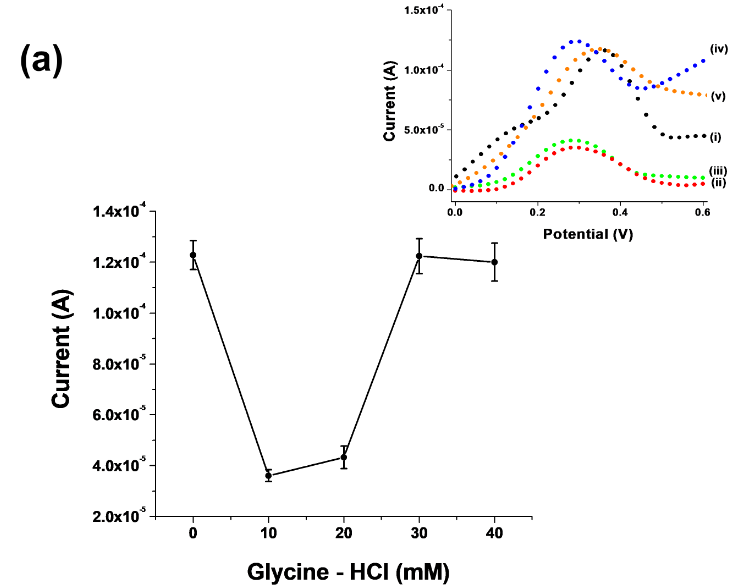 (a)
1.5x10⁻⁴
1.0x10⁻⁴
5.0x10⁻⁵
0.0
Current (A)
(iv)
(v)
(i)
(iii)
(ii)
0.0 0.2 0.4 0.6
Potential (V)
1.4x10⁻⁴
1.2x10⁻⁴
1.0x10⁻⁴
8.0x10⁻⁵
6.0x10⁻⁵
4.0x10⁻⁵
2.0x10⁻⁵
Current (A)
0 10 20 30 40
Glycine - HCl (mM)